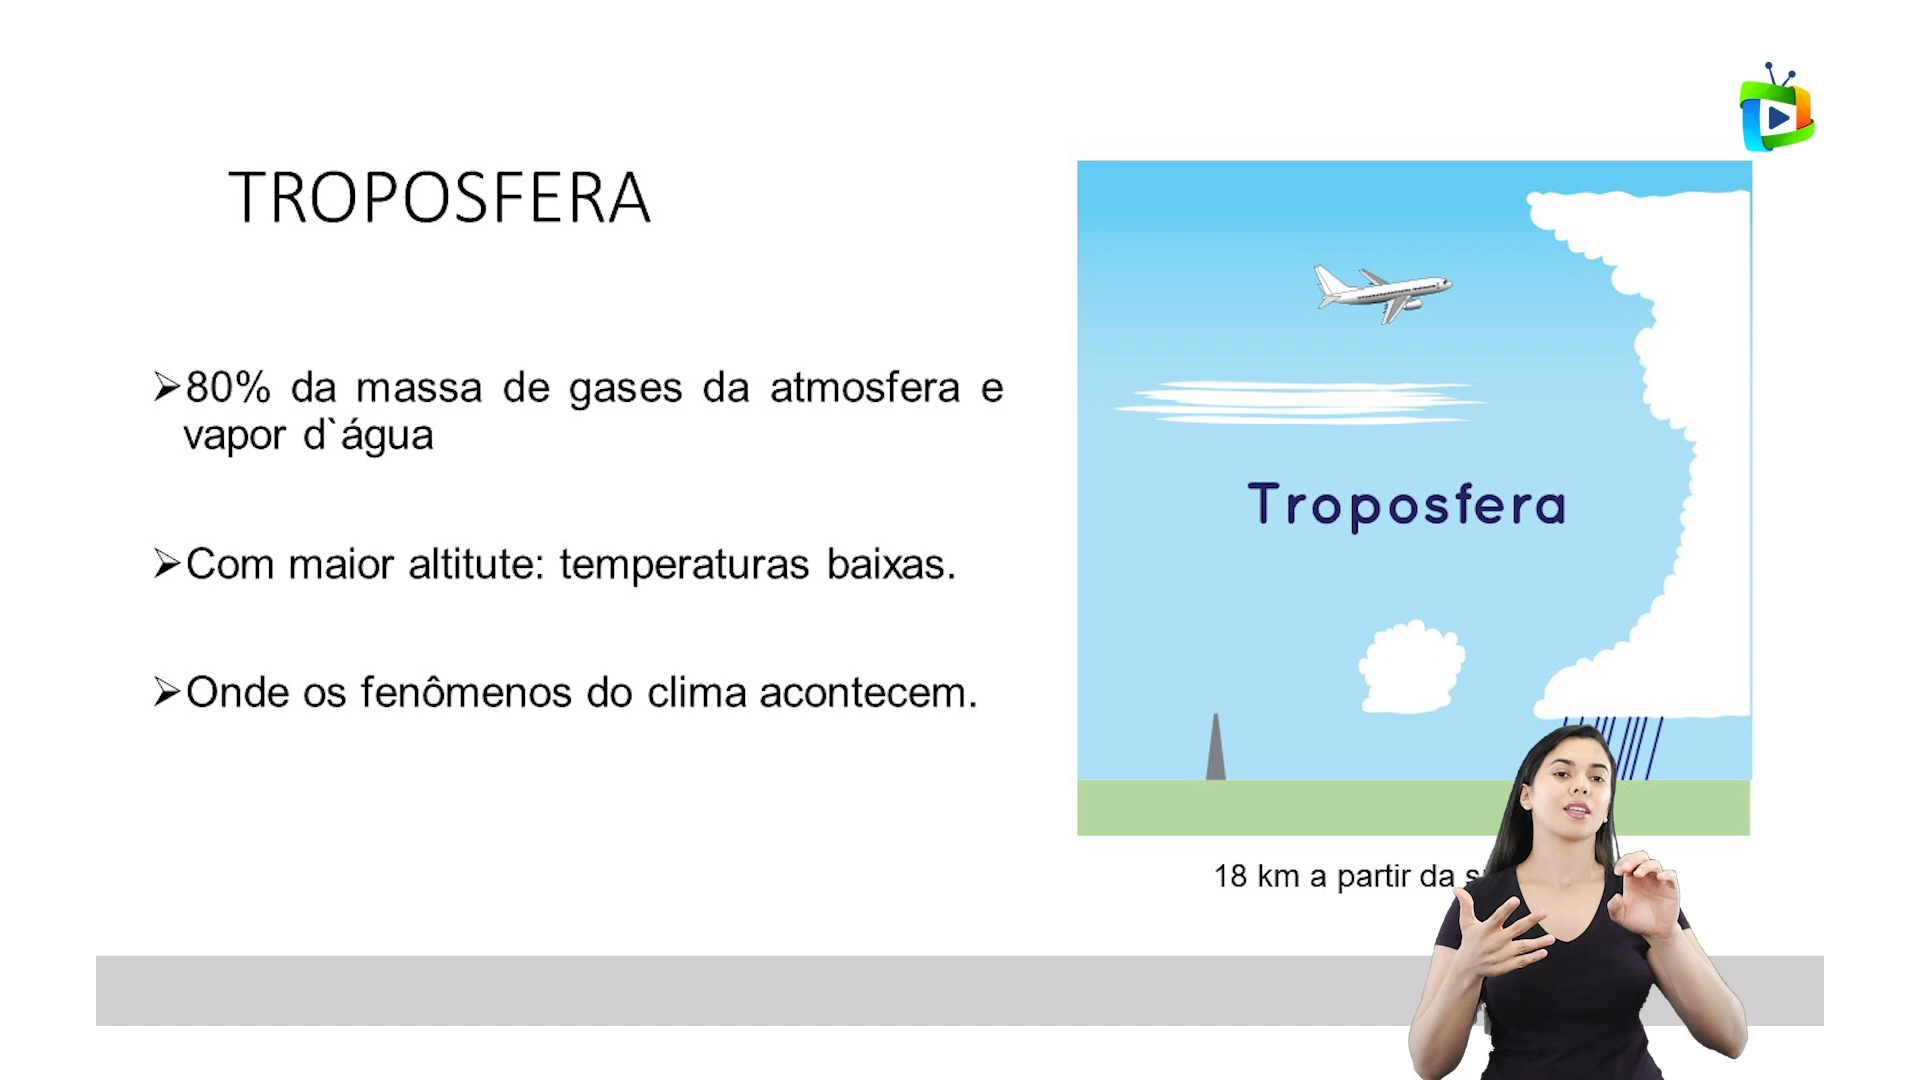 TROPOSFERA
➢80% da massa de gases da atmosfera e
vapor d`água
➢Com maior altitute: temperaturas baixas.
➢Onde os fenômenos do clima acontecem.
Troposfera
18 km a partir da